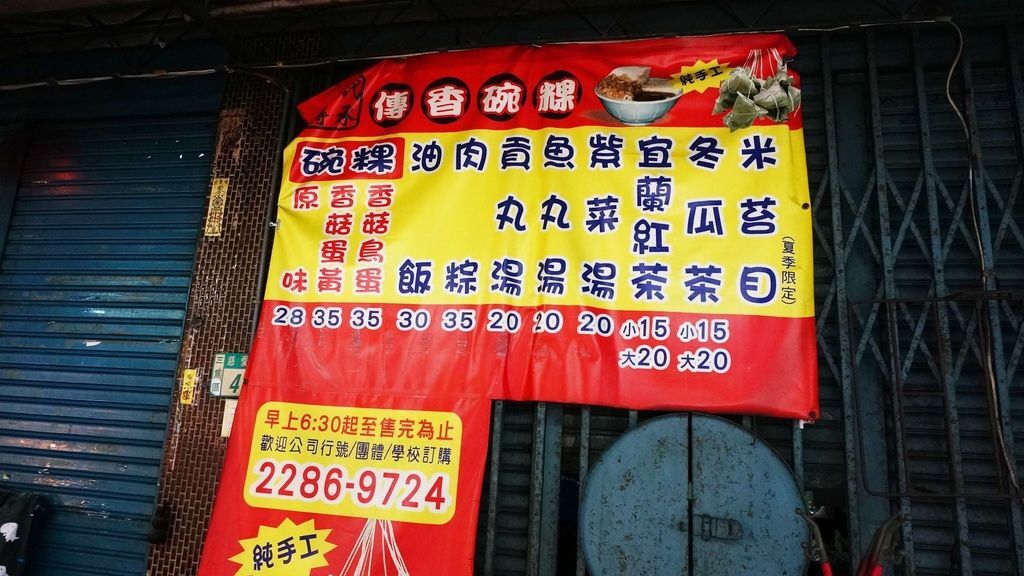 傳香碗粿
純手工
碗粿
原味 28
香菇蛋黃 35
香菇鳥蛋 35
油飯 30
肉粽 35
貢丸湯 20
魚丸湯 20
紫菜湯 20
宜蘭紅茶 小15 大20
冬瓜茶 小15 大20
米苔目(夏季限定)
4
早上6:30起至售完為止
歡迎公司行號/團體/學校訂購
2286-9724
純手工